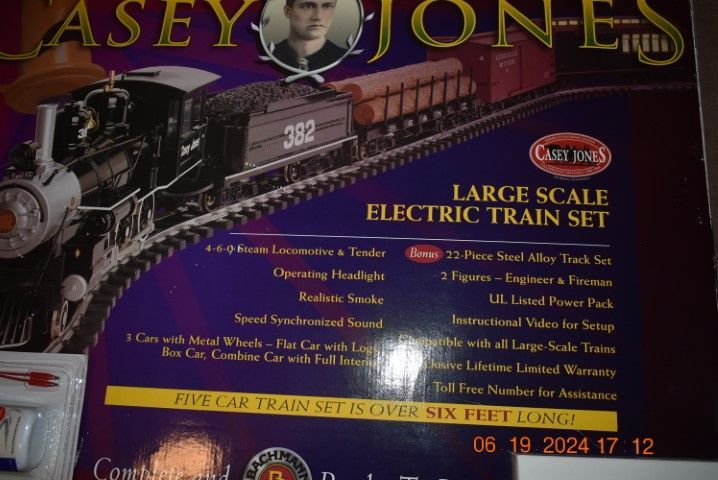 CASEY JONES
382
Casey Jones
CASEY JONES
LARGE SCALE
ELECTRIC TRAIN SET
4-6-0 Steam Locomotive & Tender
Operating Headlight
Realistic Smoke
Speed Synchronized Sound
3 Cars with Metal Wheels – Flat Car with Logs
Box Car, Combine Car with Full
Bonus 22-Piece Steel Alloy Track Set
2 Figures – Engineer & Fireman
UL Listed Power Pack
Instructional Video for Setup
with all Large-Scale Trains
Lifetime Limited Warranty
Toll Free Number for Assistance
FIVE CAR TRAIN SET IS OVER SIX FEET LONG!
06 19 2024 17 12
Complete and
BACHMANN